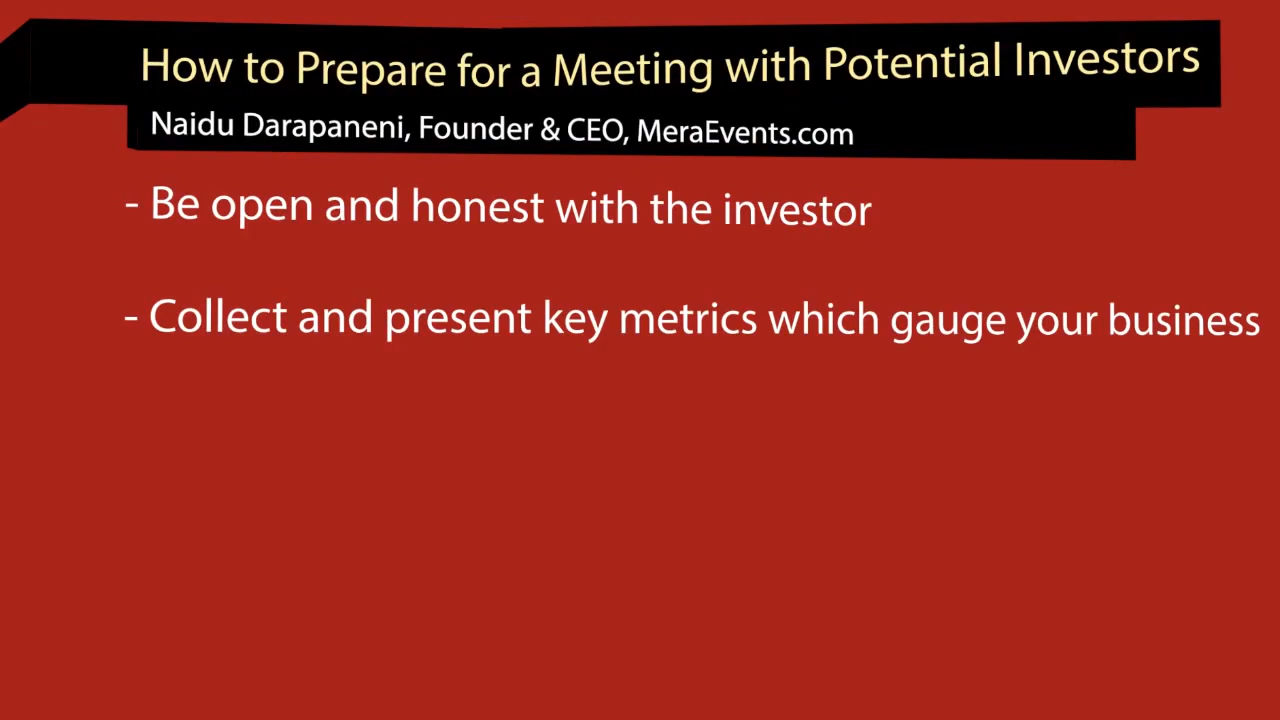 How to Prepare for a Meeting with Potential Investors
Naidu Darapaneni, Founder & CEO, MeraEvents.com
- Be open and honest with the investor
- Collect and present key metrics which gauge your business